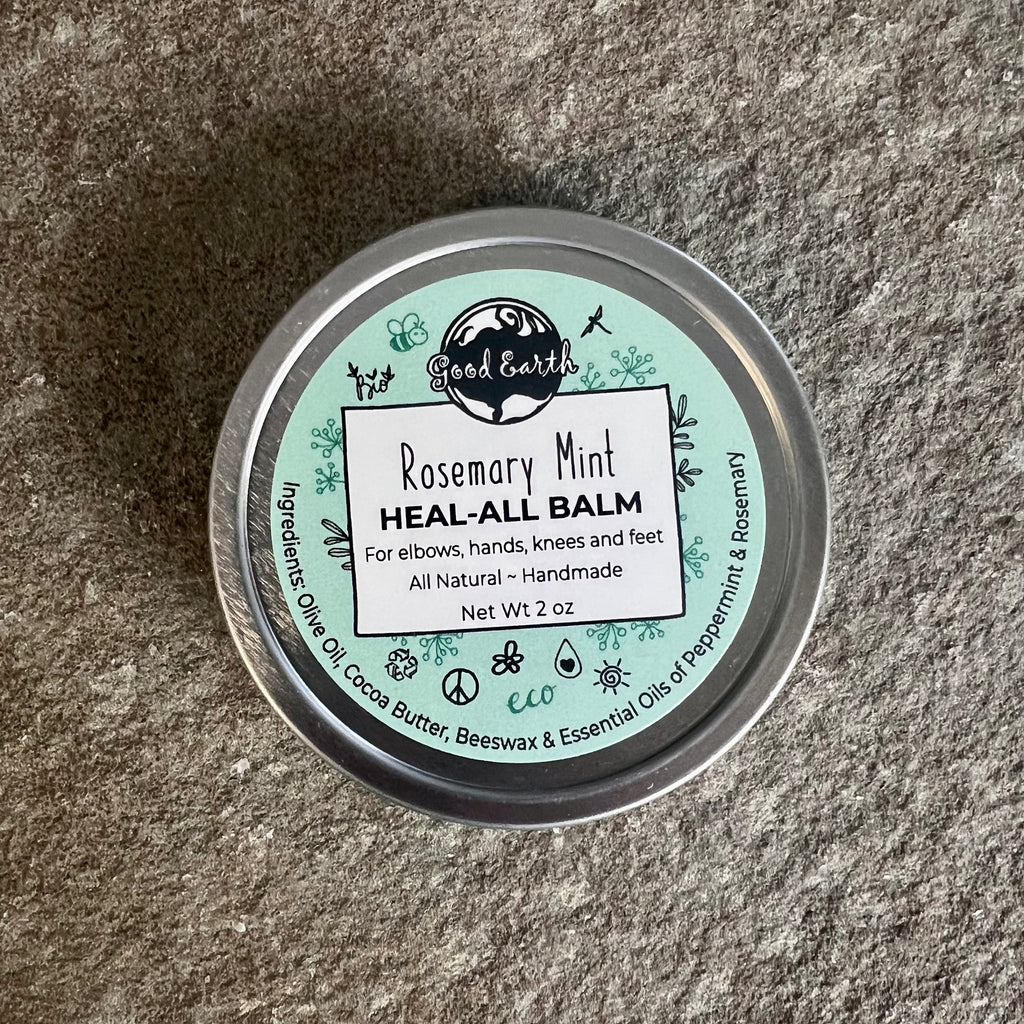 Good Earth
Bio
Rosemary Mint
HEAL-ALL BALM
For elbows, hands, knees and feet
All Natural ~ Handmade
Net Wt 2 oz
eco
Ingredients: Olive Oil, Cocoa Butter, Beeswax & Essential Oils of Peppermint & Rosemary